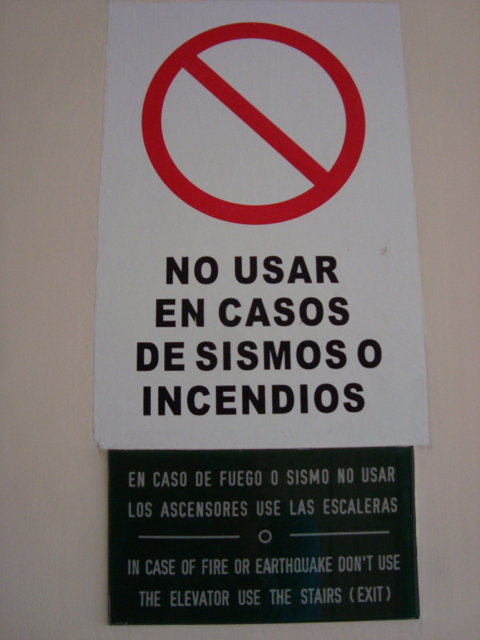 NO USAR
EN CASOS
DE SISMOS O
INCENDIOS
EN CASO DE FUEGO O SISMO NO USAR
LOS ASCENSORES USE LAS ESCALERAS
IN CASE OF FIRE OR EARTHQUAKE DON'T USE
THE ELEVATOR USE THE STAIRS (EXIT)